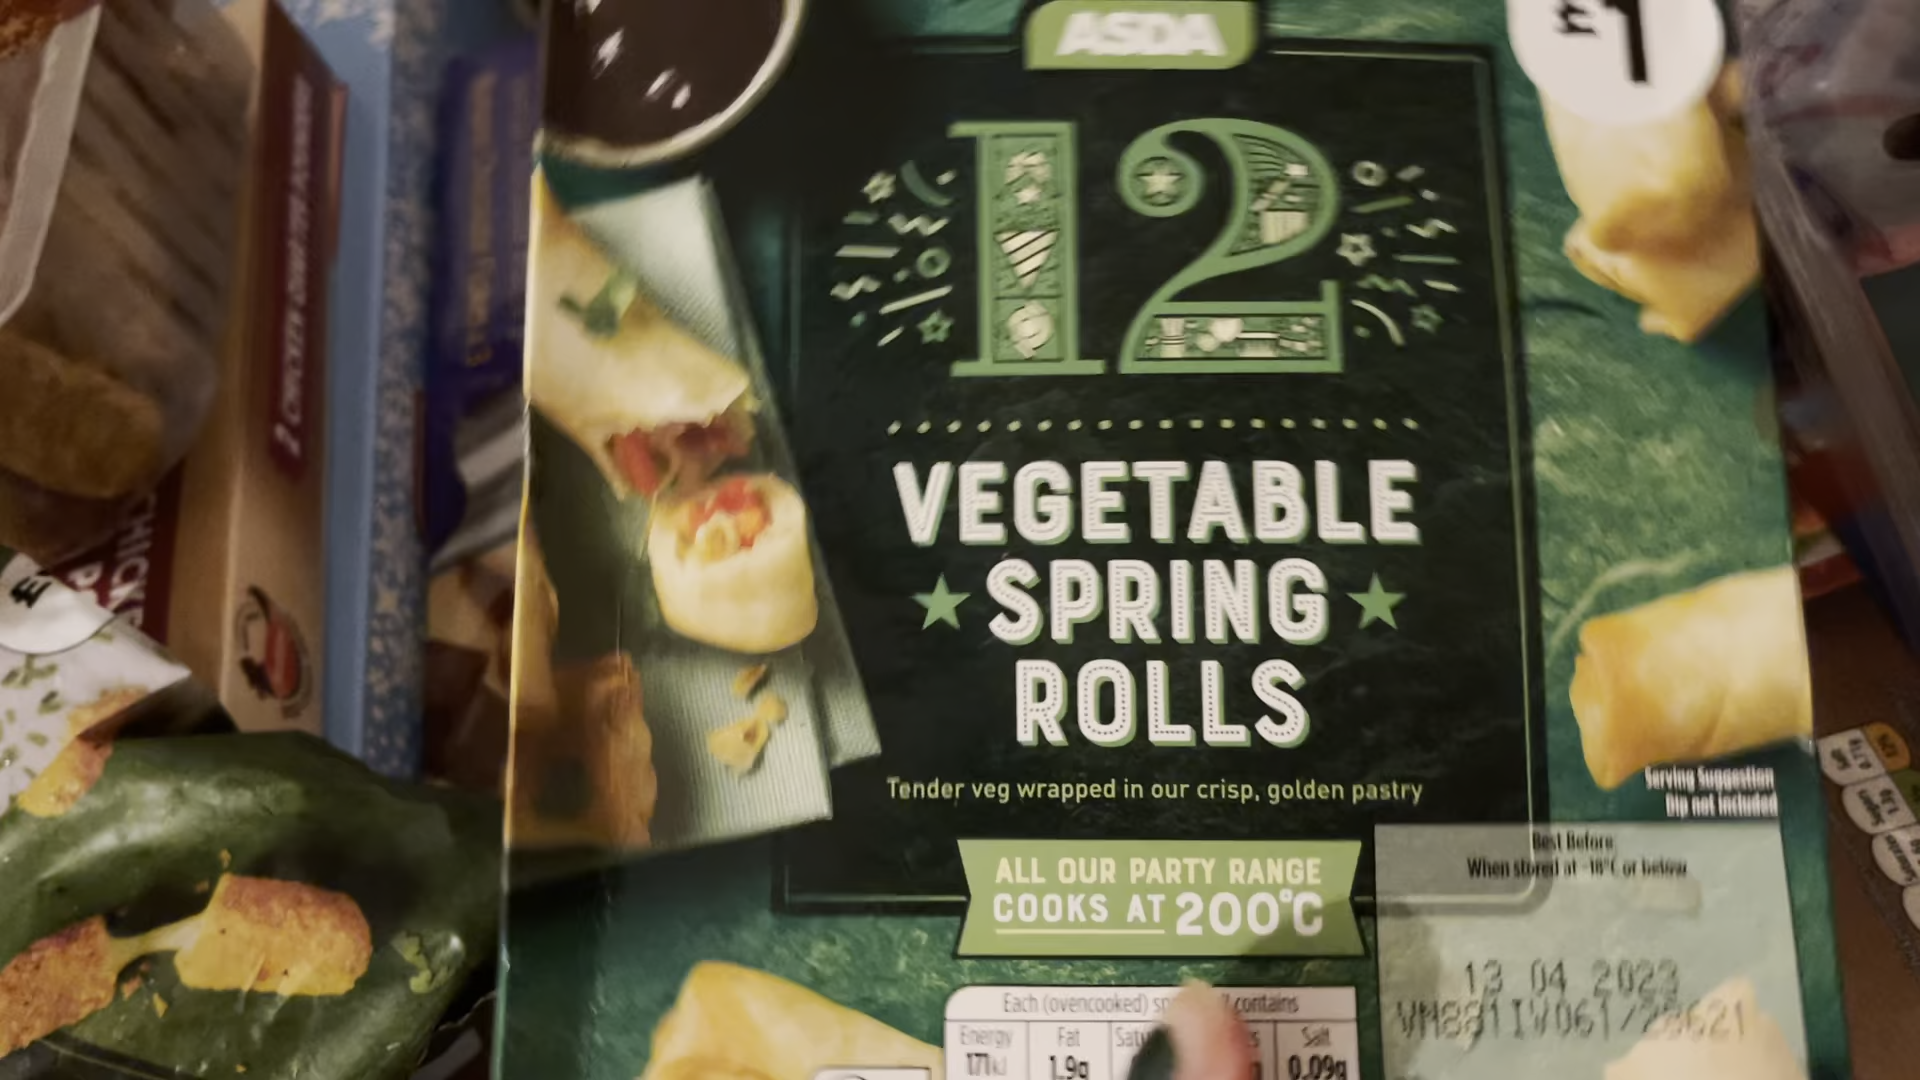 ASDA
£1
12
VEGETABLE
SPRING
ROLLS
Tender veg wrapped in our crisp, golden pastry
ALL OUR PARTY RANGE
COOKS AT 200°C
Serving Suggestion
Dip not included
Best Before:
When stored at -18°C or below
13 04 2023
Each (ovencooked) contains
Energy Fat Salt
171kJ 1.9g 0.09g